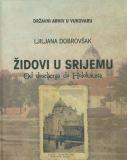 DRŽAVNI ARHIV U VUKOVARU
LJILJANA DOBROVŠAK
ŽIDOVI U SRIJEMU
Od doseljenja do Holokausta